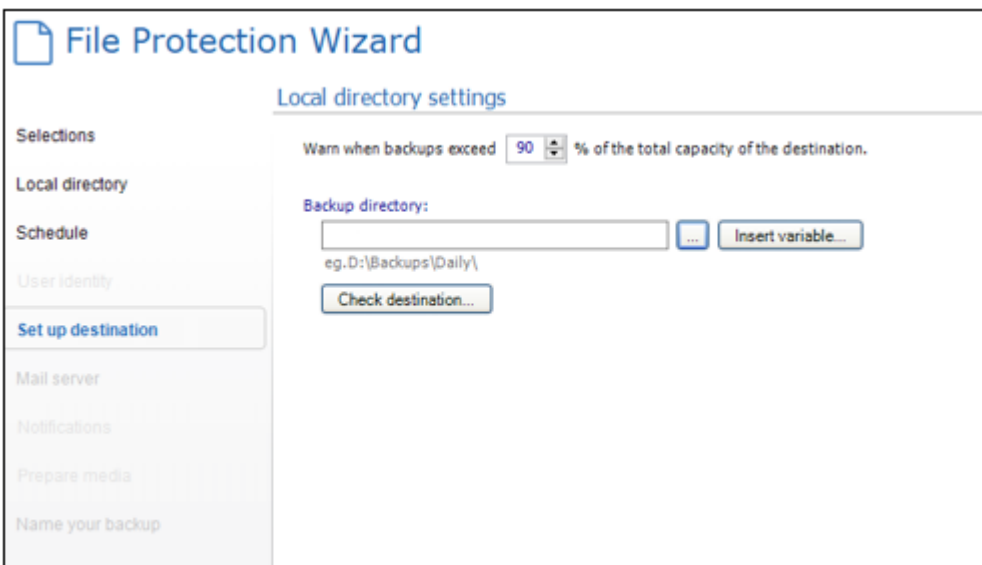 File Protection Wizard
Local directory settings
Selections
Warn when backups exceed 90 % of the total capacity of the destination.
Local directory
Backup directory:
Schedule
... Insert variable...
eg.D:\Backups\Daily\
User identity
Check destination...
Set up destination
Mail server
Notifications
Prepare media
Name your backup